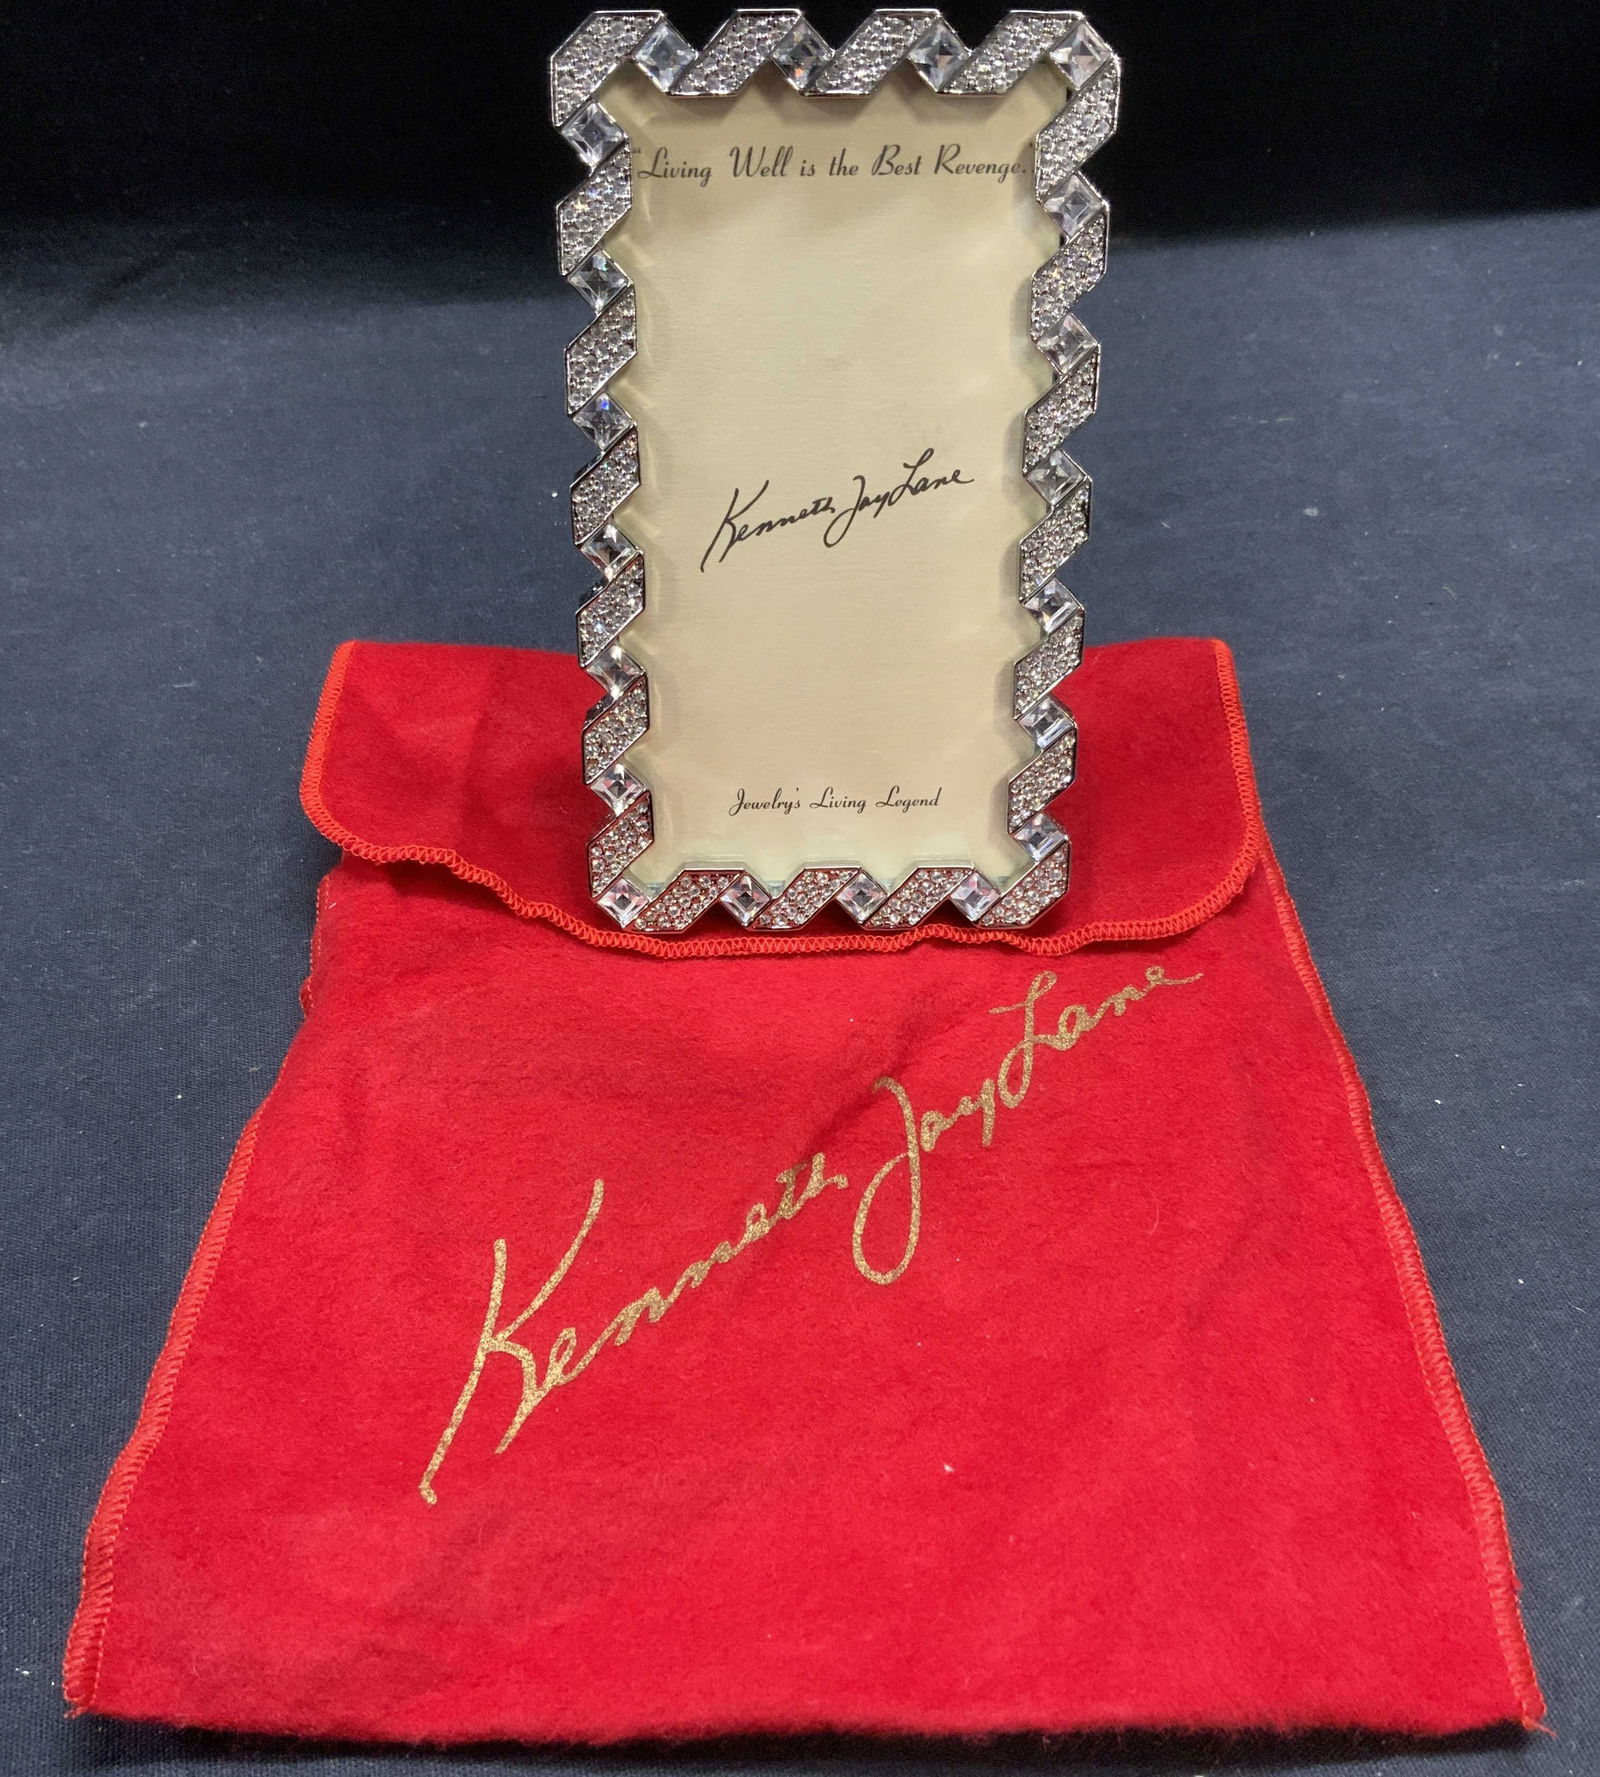 "Living Well is the Best Revenge."
Kenneth Jay Lane
Jewelry's Living Legend
Kenneth Jay Lane